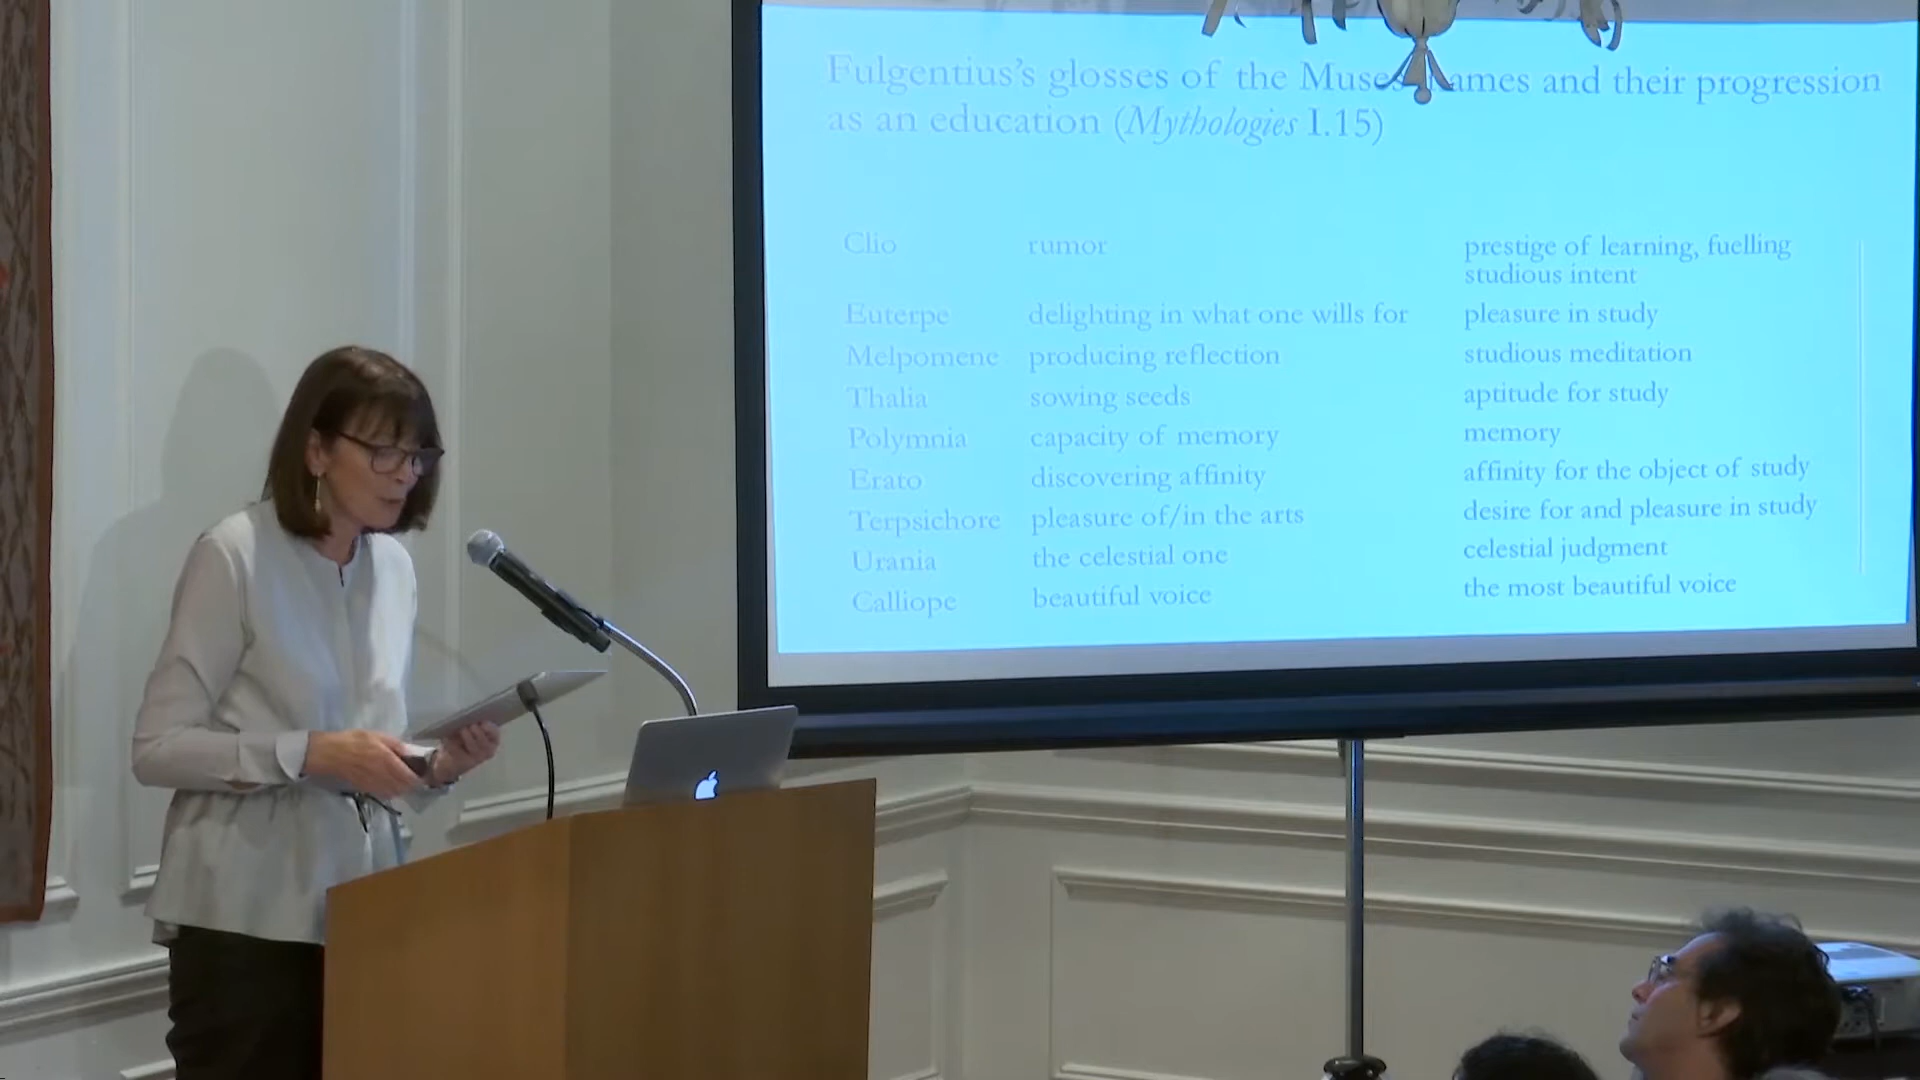 Fulgentius's glosses of the Muses' names and their progression
as an education (Mythologies I.15)
Clio rumor prestige of learning, fuelling
studious intent
Euterpe delighting in what one wills for pleasure in study
Melpomene producing reflection studious meditation
Thalia sowing seeds aptitude for study
Polymnia capacity of memory memory
Erato discovering affinity affinity for the object of study
Terpsichore pleasure of/in the arts desire for and pleasure in study
Urania the celestial one celestial judgment
Calliope beautiful voice the most beautiful voice